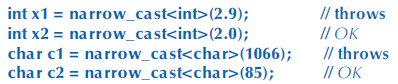 int x1 = narrow_cast<int>(2.9); // throws
int x2 = narrow_cast<int>(2.0); // OK
char c1 = narrow_cast<char>(1066); // throws
char c2 = narrow_cast<char>(85); // OK